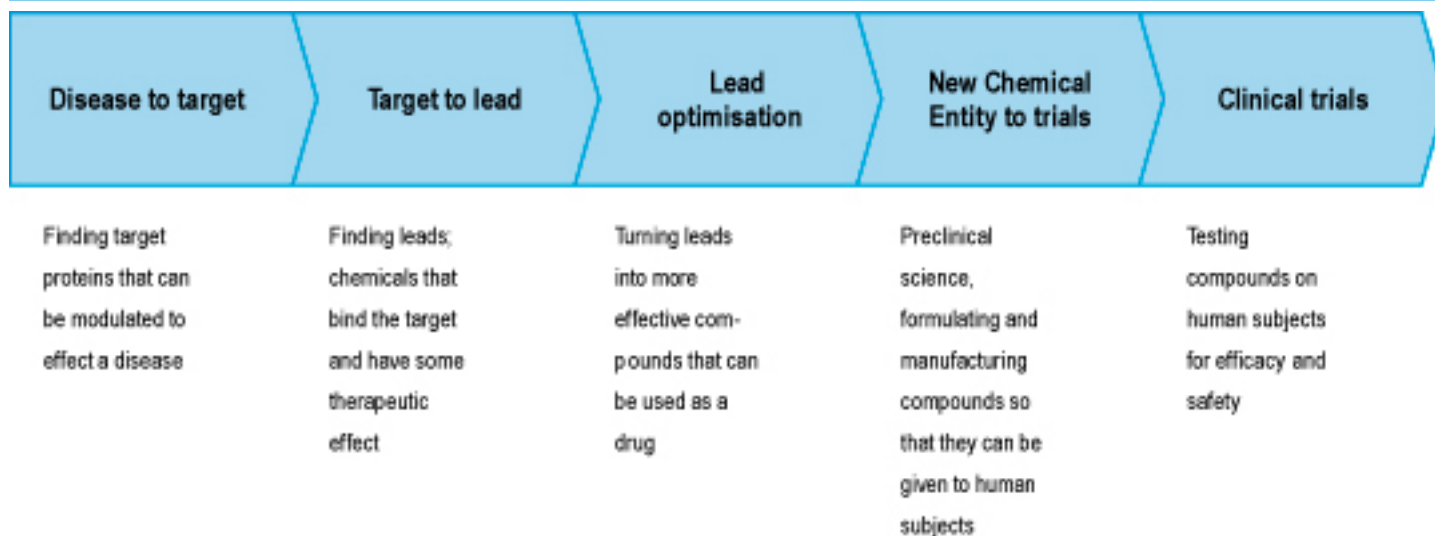 Disease to target
Target to lead
Lead
optimisation
New Chemical
Entity to trials
Clinical trials
Finding target
proteins that can
be modulated to
effect a disease
Finding leads;
chemicals that
bind the target
and have some
therapeutic
effect
Turning leads
into more
effective com-
pounds that can
be used as a
drug
Preclinical
science,
formulating and
manufacturing
compounds so
that they can be
given to human
subjects
Testing
compounds on
human subjects
for efficacy and
safety